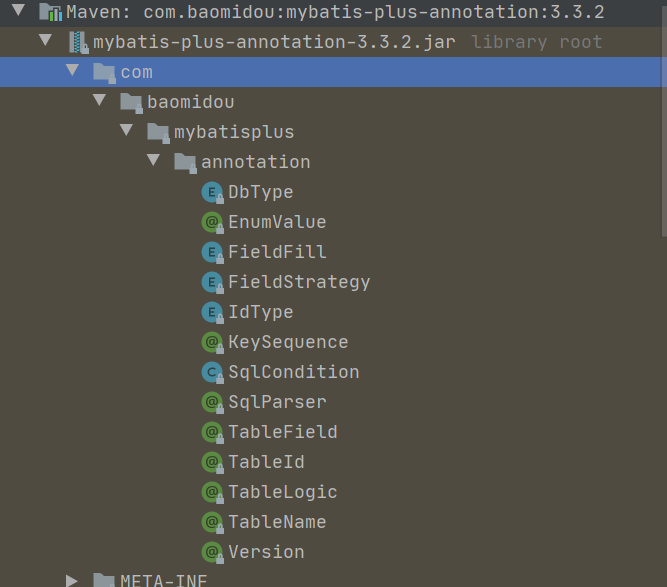 Maven: com.baomidou:mybatis-plus-annotation:3.3.2
mybatis-plus-annotation-3.3.2.jar library root
com
baomidou
mybatisplus
annotation
E DbType
@ EnumValue
E FieldFill
E FieldStrategy
E IdType
@ KeySequence
C SqlCondition
@ SqlParser
@ TableField
@ TableId
@ TableLogic
@ TableName
@ Version
META-INF